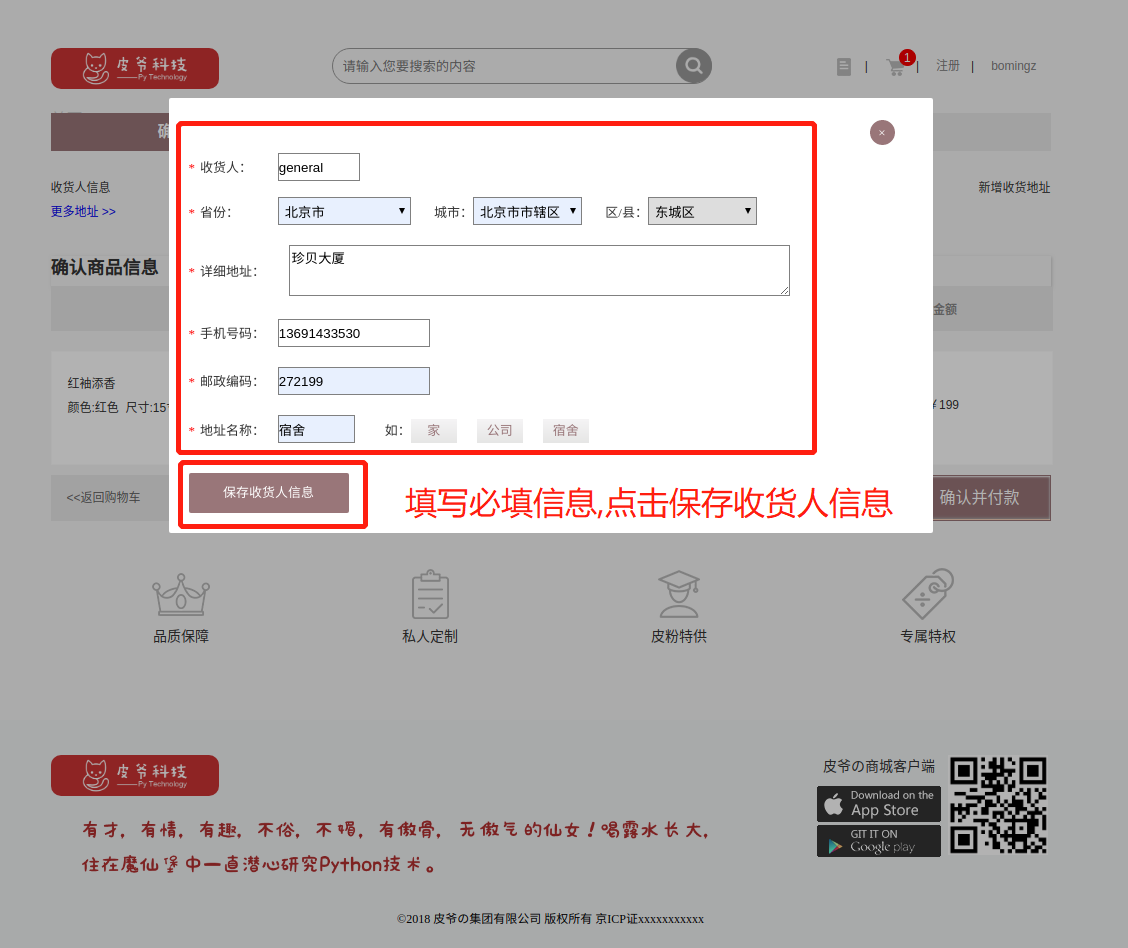 皮爷科技
Py Technology
请输入您要搜索的内容
| 1 | 注册 | bomingz
确
×
收货人信息
新增收货地址
更多地址 >>
* 收货人： general
* 省份： 北京市 ▼ 城市： 北京市市辖区 ▼ 区/县： 东城区 ▼
* 详细地址： 珍贝大厦
确认商品信息
金额
* 手机号码： 13691433530
* 邮政编码： 272199
红袖添香
颜色:红色 尺寸:15
¥199
* 地址名称： 宿舍 如： 家 公司 宿舍
保存收货人信息
填写必填信息,点击保存收货人信息
<<返回购物车
确认并付款
品质保障 私人定制 皮粉特供 专属特权
皮爷科技
Py Technology
皮爷の商城客户端
Download on the
App Store
GIT IT ON
Google play
有才，有情，有趣，不俗，不媚，有傲骨，无傲气的仙女！喝露水长大，
住在魔仙堡中一直潜心研究Python技术。
©2018 皮爷の集团有限公司 版权所有 京ICP证xxxxxxxxxxx